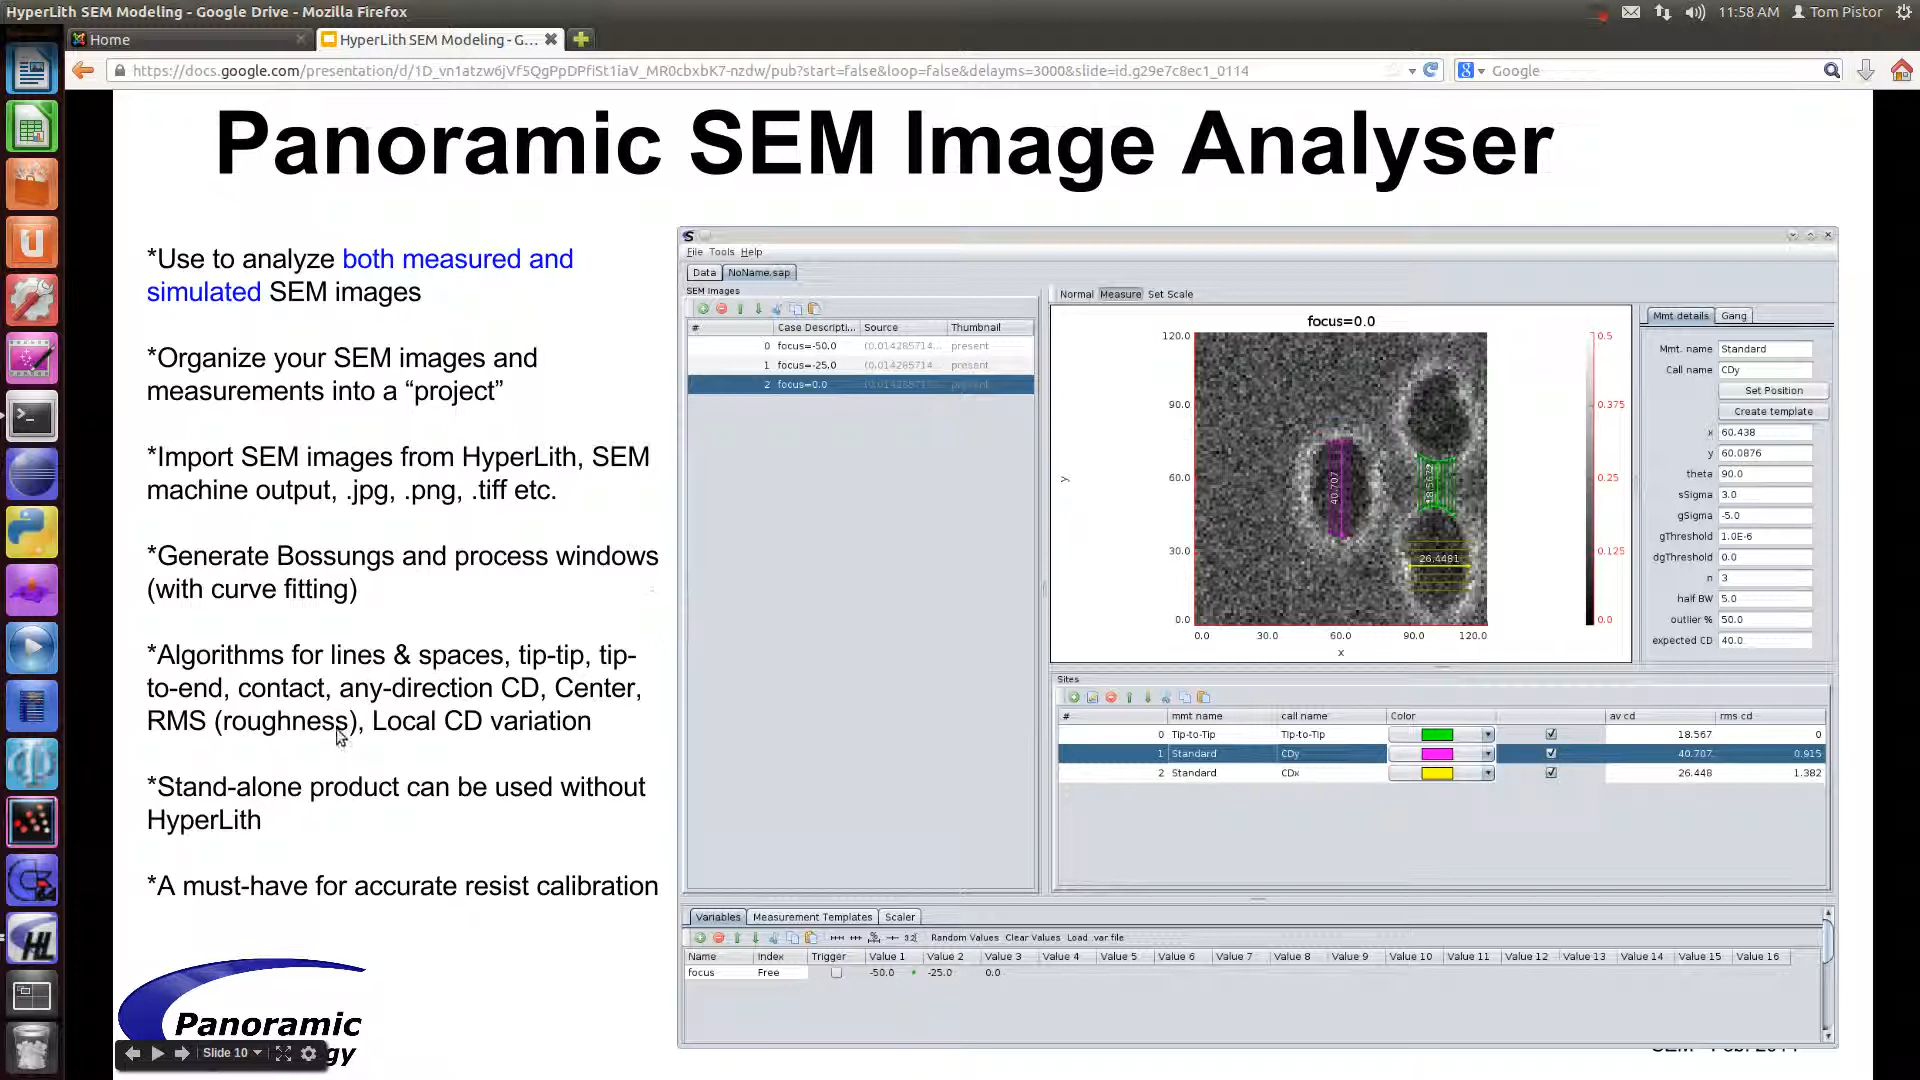 HyperLith SEM Modeling - Google Drive - Mozilla Firefox
11:58 AM Tom Pistor
Home
HyperLith SEM Modeling - G...
https://docs.google.com/presentation/d/1D_vn1atzw6jVf5QgPpDPfiSt1iaV_MR0cbxbK7-nzdw/pub?start=false&loop=false&delayms=3000&slide=id.g29e7c8ec1_0114
Google
Panoramic SEM Image Analyser
*Use to analyze both measured and
simulated SEM images
*Organize your SEM images and
measurements into a “project”
*Import SEM images from HyperLith, SEM
machine output, .jpg, .png, .tiff etc.
*Generate Bossungs and process windows
(with curve fitting)
*Algorithms for lines & spaces, tip-tip, tip-
to-end, contact, any-direction CD, Center,
RMS (roughness), Local CD variation
*Stand-alone product can be used without
HyperLith
*A must-have for accurate resist calibration
Panoramic
gy
Slide 10
File Tools Help
Data NoName.sap
SEM Images
# Case Descripti... Source Thumbnail
0 focus=-50.0 (0.014285714... present
1 focus=-25.0 (0.014285714... present
2 focus=0.0 (0.014285715... present
Normal Measure Set Scale
focus=0.0
120.0
90.0
60.0
30.0
0.0
y
0.0 30.0 60.0 90.0 120.0
x
40.707
18.5672
26.4481
0.5
0.375
0.25
0.125
0.0
Mmt details Gang
Mmt. name Standard
Call name CDy
Set Position
Create template
x 60.438
y 60.0876
theta 90.0
sSigma 3.0
gSigma -5.0
gThreshold 1.0E-6
dgThreshold 0.0
n 3
half BW 5.0
outlier % 50.0
expected CD 40.0
Sites
# mmt name call name Color av cd rms cd
0 Tip-to-Tip Tip-to-Tip 18.567 0
1 Standard CDy 40.707 0.915
2 Standard CDx 26.448 1.382
Variables Measurement Templates Scaler
Random Values Clear Values Load .var file
Name Index Trigger Value 1 Value 2 Value 3 Value 4 Value 5 Value 6 Value 7 Value 8 Value 9 Value 10 Value 11 Value 12 Value 13 Value 14 Value 15 Value 16
focus Free -50.0 -25.0 0.0